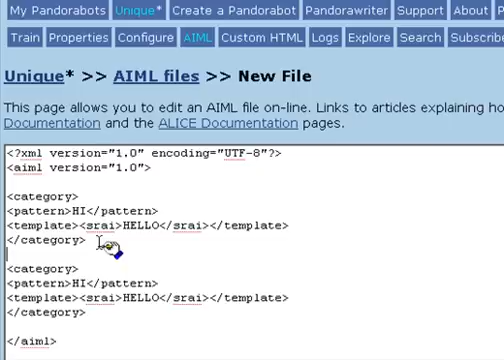 My Pandorabots Unique* Create a Pandorabot Pandorawriter Support About
Train Properties Configure AIML Custom HTML Logs Explore Search Subscribe
Unique* >> AIML files >> New File
This page allows you to edit an AIML file on-line. Links to articles explaining
Documentation and the ALICE Documentation pages.
<?xml version="1.0" encoding="UTF-8"?>
<aiml version="1.0">
<category>
<pattern>HI</pattern>
<template><srai>HELLO</srai></template>
</category>
<category>
<pattern>HI</pattern>
<template><srai>HELLO</srai></template>
</category>
</aiml>